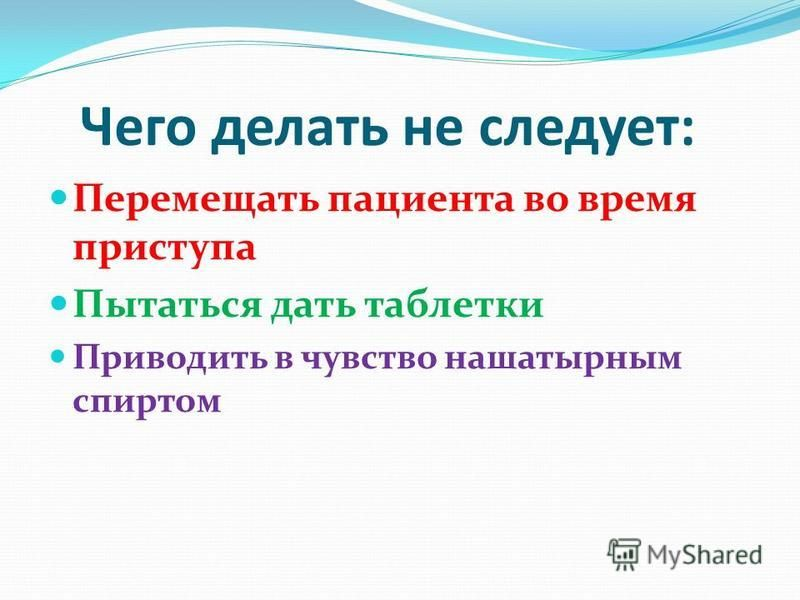 Чего делать не следует:
Перемещать пациента во время
приступа
Пытаться дать таблетки
Приводить в чувство нашатырным
спиртом
MyShared